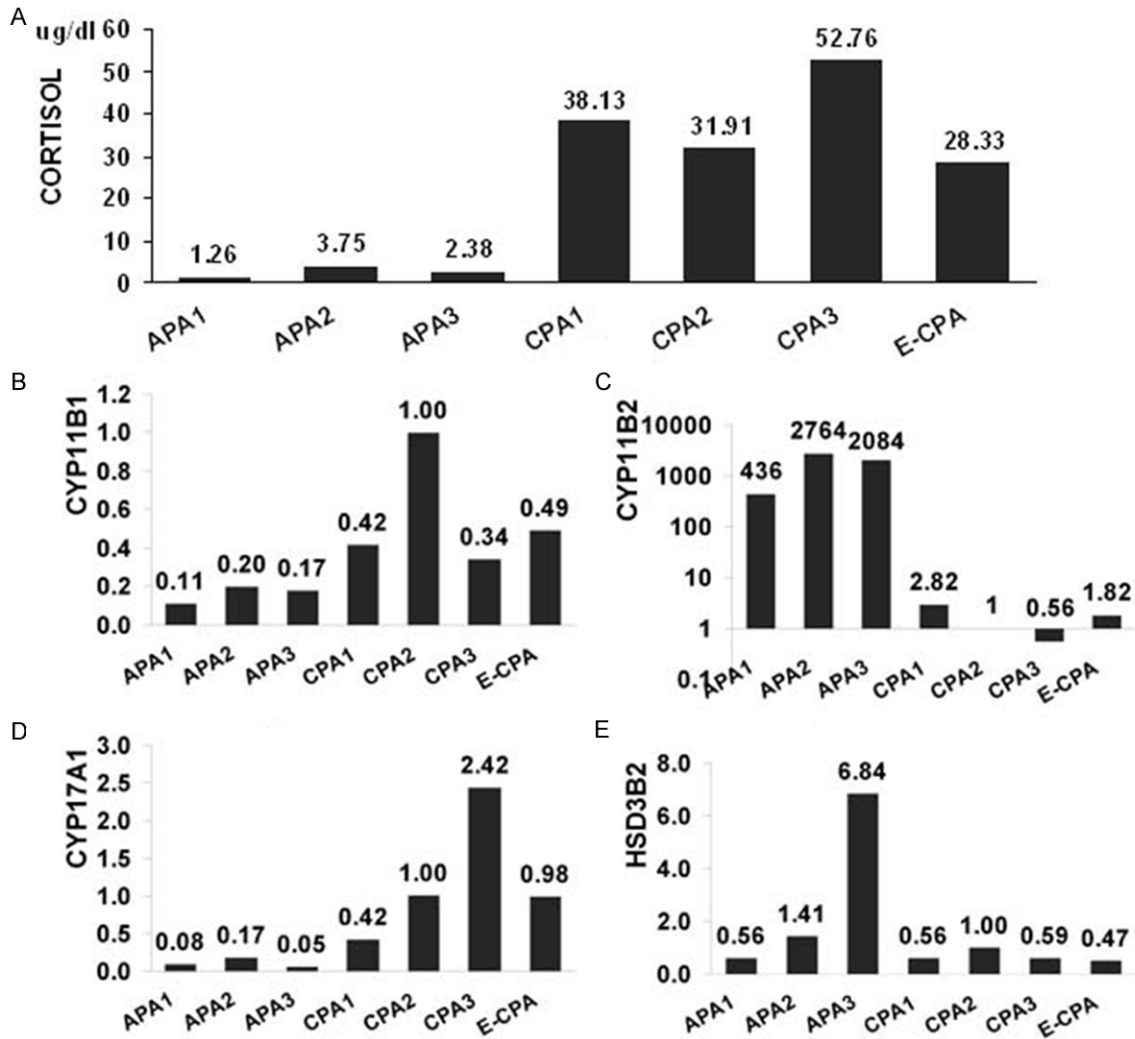 A
ug/dl
CORTISOL
60
50
40
30
20
10
0
1.26
3.75
2.38
38.13
31.91
52.76
28.33
APA1
APA2
APA3
CPA1
CPA2
CPA3
E-CPA
B
CYP11B1
1.2
1.0
0.8
0.6
0.4
0.2
0.0
0.11
0.20
0.17
0.42
1.00
0.34
0.49
APA1
APA2
APA3
CPA1
CPA2
CPA3
E-CPA
C
CYP11B2
10000
1000
100
10
1
0.1
436
2764
2084
2.82
1
0.56
1.82
APA1
APA2
APA3
CPA1
CPA2
CPA3
E-CPA
D
CYP17A1
3.0
2.5
2.0
1.5
1.0
0.5
0.0
0.08
0.17
0.05
0.42
1.00
2.42
0.98
APA1
APA2
APA3
CPA1
CPA2
CPA3
E-CPA
E
HSD3B2
8.0
6.0
4.0
2.0
0.0
0.56
1.41
6.84
0.56
1.00
0.59
0.47
APA1
APA2
APA3
CPA1
CPA2
CPA3
E-CPA